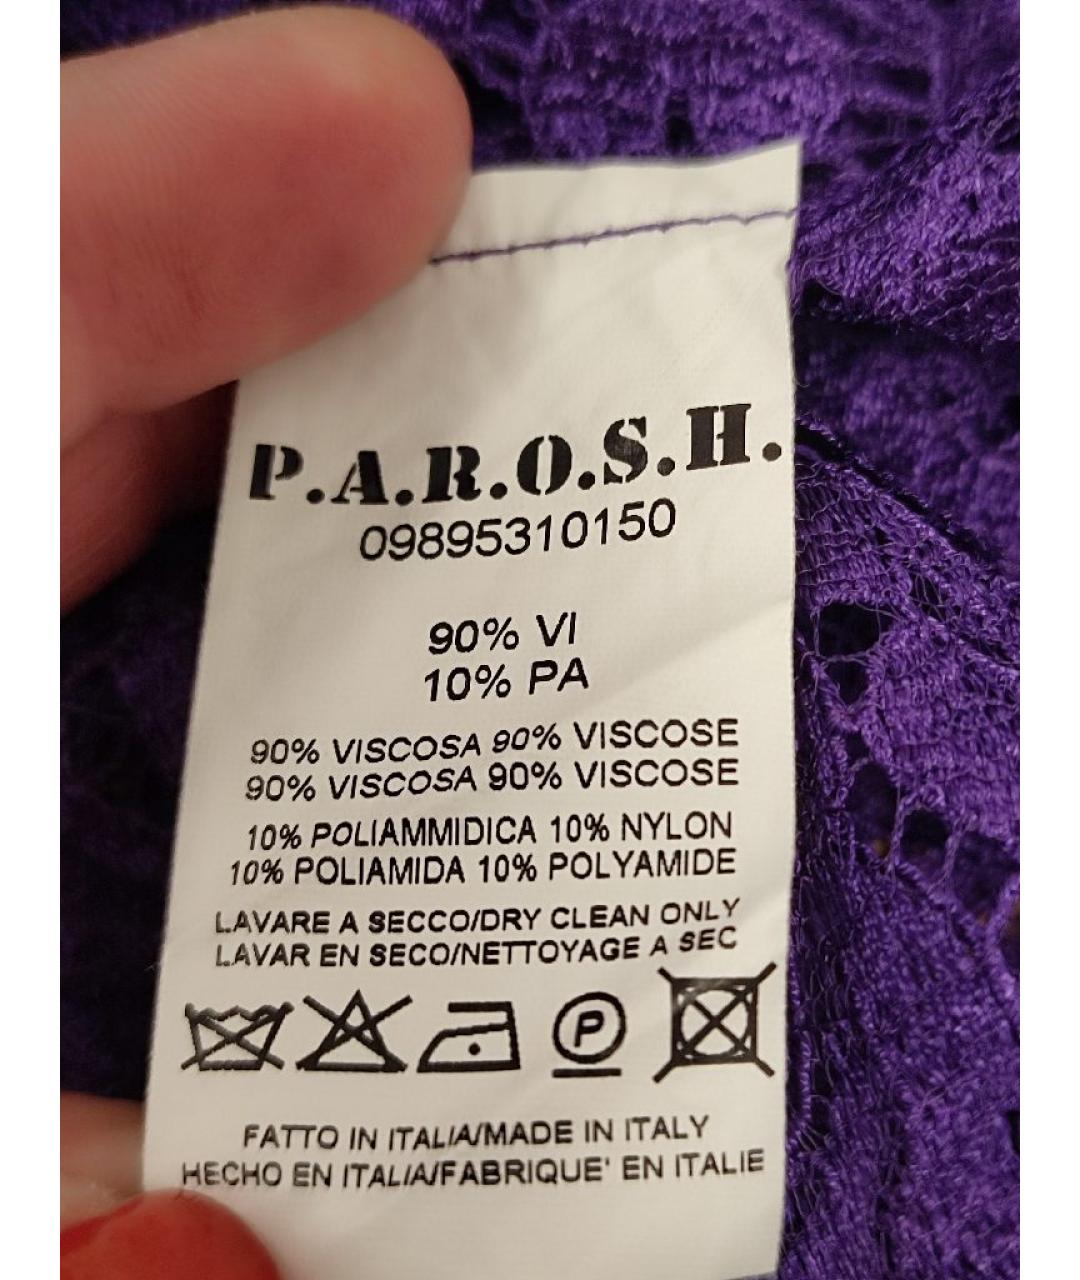 P.A.R.O.S.H.
09895310150
90% VI
10% PA
90% VISCOSA 90% VISCOSE
90% VISCOSA 90% VISCOSE
10% POLIAMMIDICA 10% NYLON
10% POLIAMIDA 10% POLYAMIDE
LAVARE A SECCO/DRY CLEAN ONLY
LAVAR EN SECO/NETTOYAGE A SEC
P
FATTO IN ITALIA/MADE IN ITALY
HECHO EN ITALIA/FABRIQUE' EN ITALIE